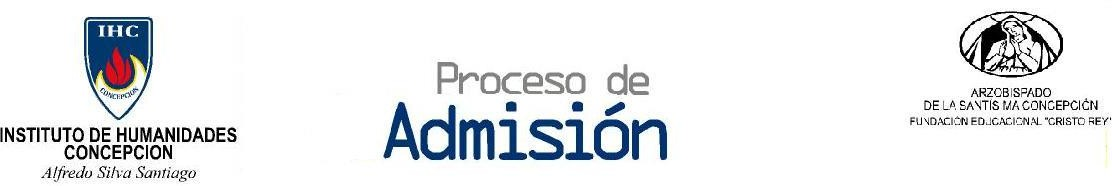 IHC
CONCEPCION
INSTITUTO DE HUMANIDADES
CONCEPCION
Alfredo Silva Santiago
Proceso de
Admisión
ARZOBISPADO
DE LA SANTÍSIMA CONCEPCIÓN
FUNDACIÓN EDUCACIONAL "CRISTO REY"